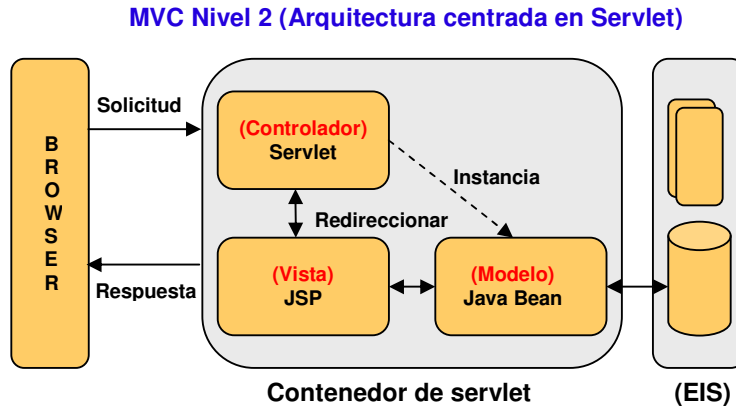 MVC Nivel 2 (Arquitectura centrada en Servlet)
BROWSER
Solicitud
(Controlador)
Servlet
Instancia
Redireccionar
(Vista)
JSP
(Modelo)
Java Bean
Respuesta
Contenedor de servlet
(EIS)